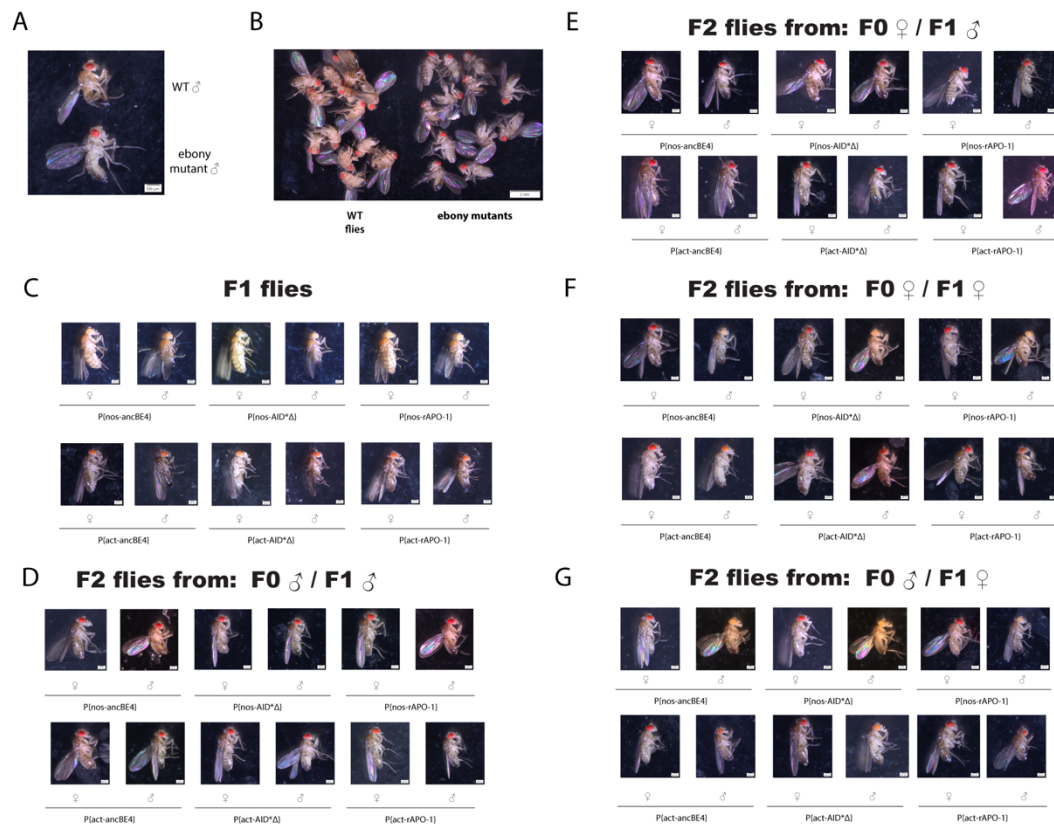 A
WT ♂
ebony
mutant ♂
B
WT
flies
ebony mutants
C
F1 flies
♀ ♂ ♀ ♂ ♀ ♂
P{nos-ancBE4} P{nos-AID*Δ} P{nos-rAPO-1}
♀ ♂ ♀ ♂ ♀ ♂
P{act-ancBE4} P{act-AID*Δ} P{act-rAPO-1}
D
F2 flies from: F0 ♂ / F1 ♂
♀ ♂ ♀ ♂ ♀ ♂
P{nos-ancBE4} P{nos-AID*Δ} P{nos-rAPO-1}
♀ ♂ ♀ ♂ ♀ ♂
P{act-ancBE4} P{act-AID*Δ} P{act-rAPO-1}
E
F2 flies from: F0 ♀ / F1 ♂
♀ ♂ ♀ ♂ ♀ ♂
P{nos-ancBE4} P{nos-AID*Δ} P{nos-rAPO-1}
♀ ♂ ♀ ♂ ♀ ♂
P{act-ancBE4} P{act-AID*Δ} P{act-rAPO-1}
F
F2 flies from: F0 ♀ / F1 ♀
♀ ♂ ♀ ♂ ♀ ♂
P{nos-ancBE4} P{nos-AID*Δ} P{nos-rAPO-1}
♀ ♂ ♀ ♂ ♀ ♂
P{act-ancBE4} P{act-AID*Δ} P{act-rAPO-1}
G
F2 flies from: F0 ♂ / F1 ♀
♀ ♂ ♀ ♂ ♀ ♂
P{nos-ancBE4} P{nos-AID*Δ} P{nos-rAPO-1}
♀ ♂ ♀ ♂ ♀ ♂
P{act-ancBE4} P{act-AID*Δ} P{act-rAPO-1}